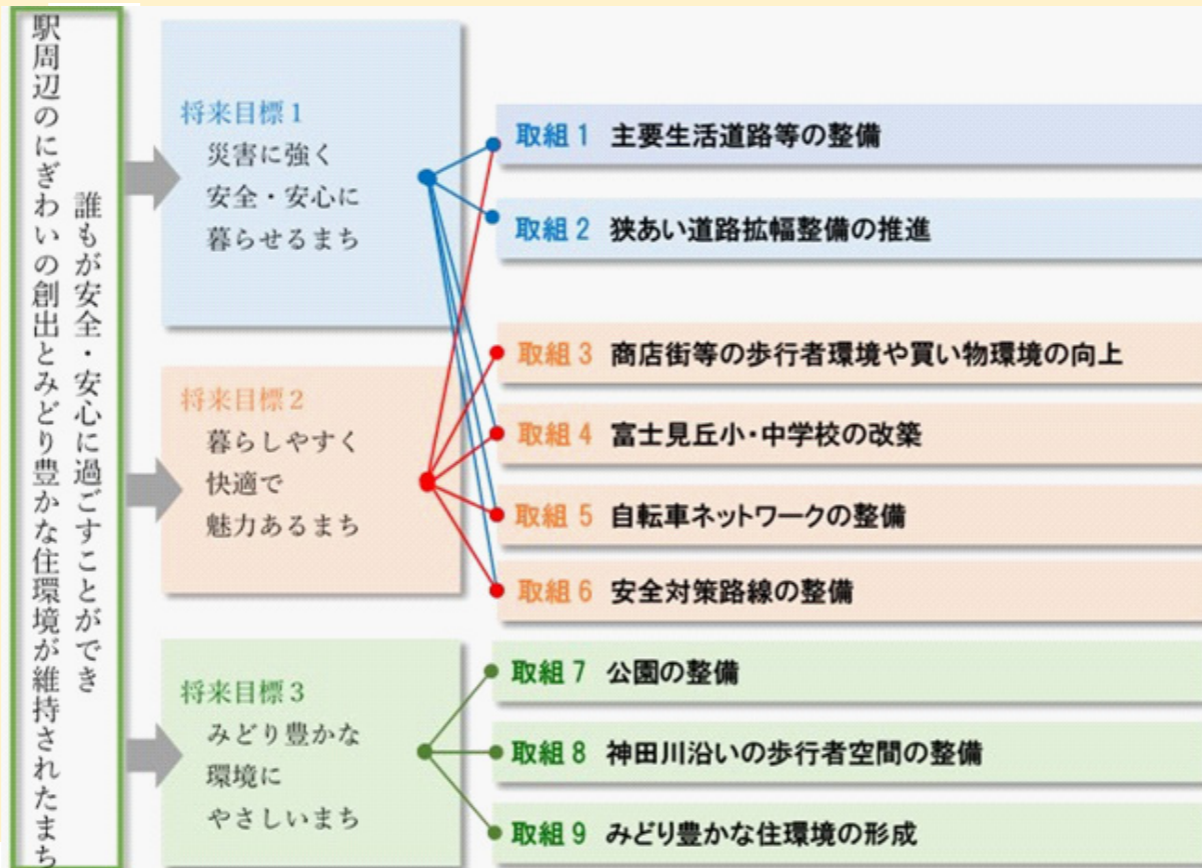 誰もが安全・安心に過ごすことができ
駅周辺のにぎわいの創出とみどり豊かな住環境が維持されたまち
将来目標1
災害に強く
安全・安心に
暮らせるまち
取組1 主要生活道路等の整備
取組2 狭あい道路拡幅整備の推進
将来目標2
暮らしやすく
快適で
魅力あるまち
取組3 商店街等の歩行者環境や買い物環境の向上
取組4 富士見丘小・中学校の改築
取組5 自転車ネットワークの整備
取組6 安全対策路線の整備
将来目標3
みどり豊かな
環境に
やさしいまち
取組7 公園の整備
取組8 神田川沿いの歩行者空間の整備
取組9 みどり豊かな住環境の形成